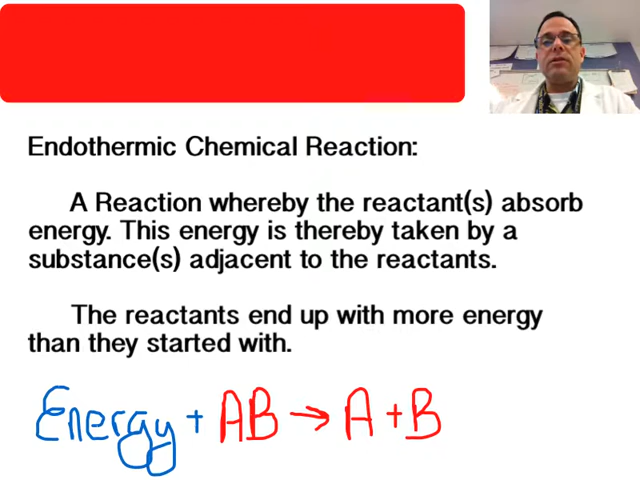 Endothermic Chemical Reaction:
A Reaction whereby the reactant(s) absorb
energy. This energy is thereby taken by a
substance(s) adjacent to the reactants.
The reactants end up with more energy
than they started with.
Energy + AB → A + B